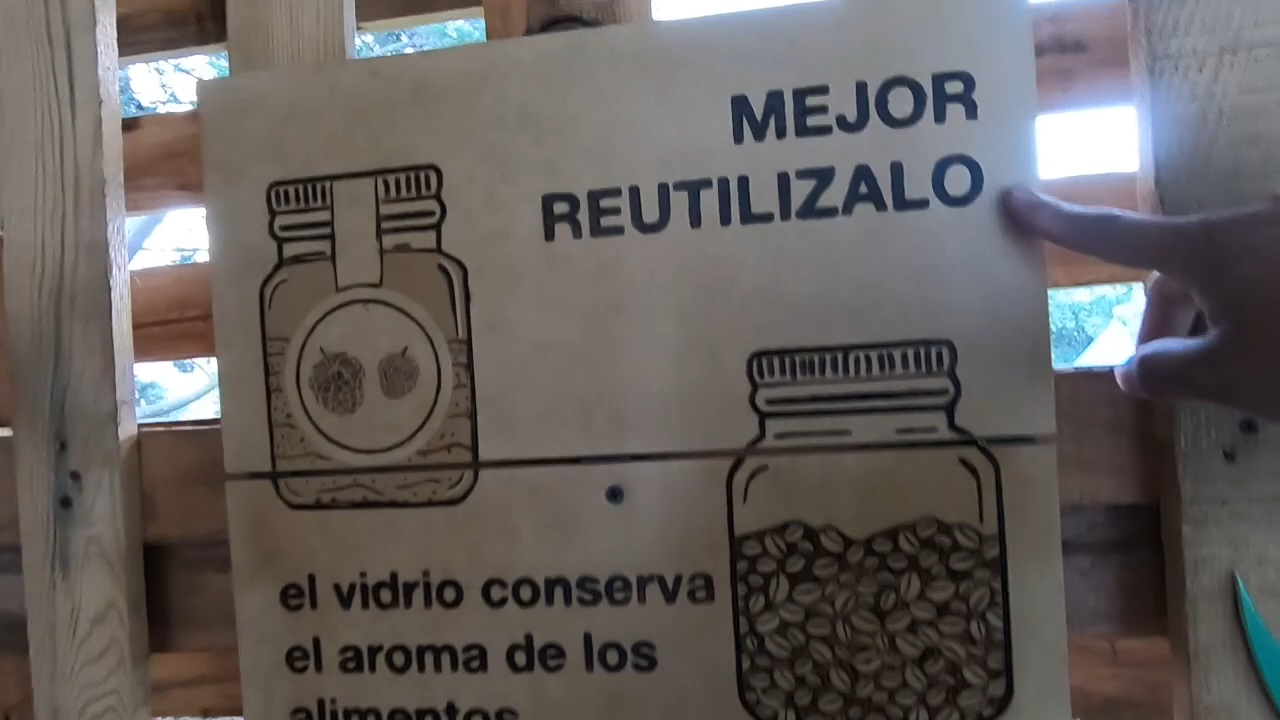 MEJOR
REUTILIZALO
el vidrio conserva
el aroma de los
alimentos